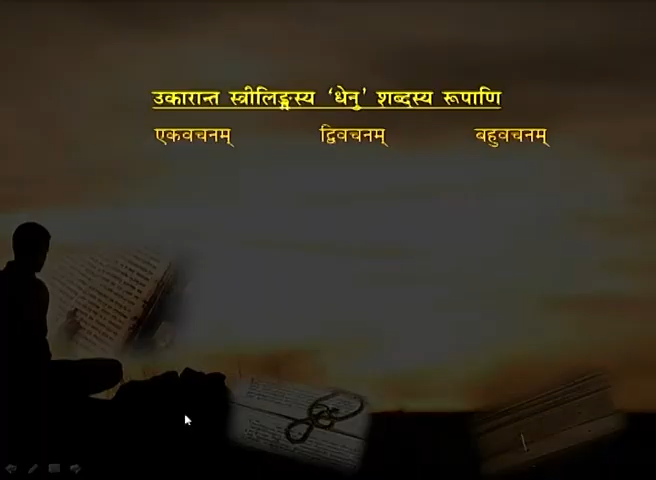 उकारान्त स्त्रीलिङ्गस्य ‘धेनु’ शब्दस्य रूपाणि
एकवचनम् द्विवचनम् बहुवचनम्